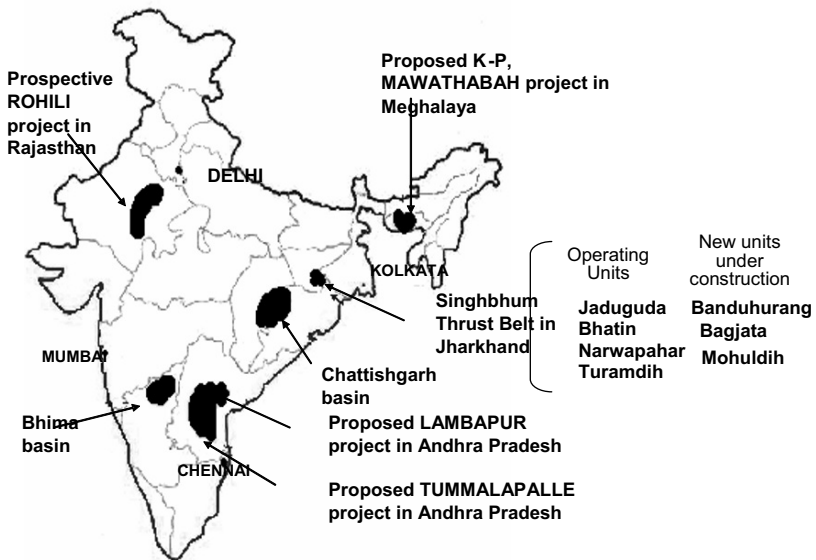 Prospective
ROHILI
project in
Rajasthan
Proposed K-P,
MAWATHABAH project in
Meghalaya
DELHI
KOLKATA
Singhbhum
Thrust Belt in
Jharkhand
Operating
Units
Jaduguda
Bhatin
Narwapahar
Turamdih
New units
under
construction
Banduhurang
Bagjata
Mohuldih
MUMBAI
Chattishgarh
basin
Bhima
basin
Proposed LAMBAPUR
project in Andhra Pradesh
CHENNAI
Proposed TUMMALAPALLE
project in Andhra Pradesh